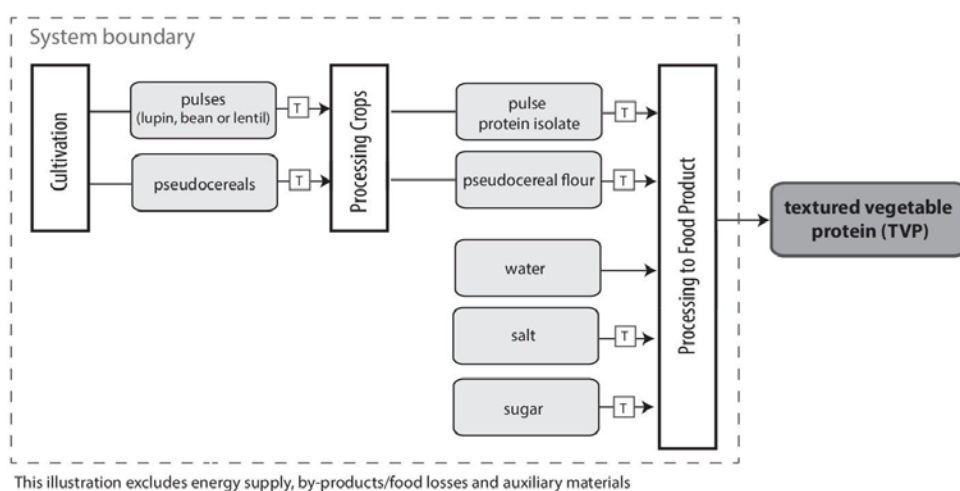 System boundary
Cultivation
pulses
(lupin, bean or lentil)
T
pseudocereals
T
Processing Crops
pulse
protein isolate
T
pseudocereal flour
T
water
salt
T
sugar
T
Processing to Food Product
textured vegetable
protein (TVP)
This illustration excludes energy supply, by-products/food losses and auxiliary materials